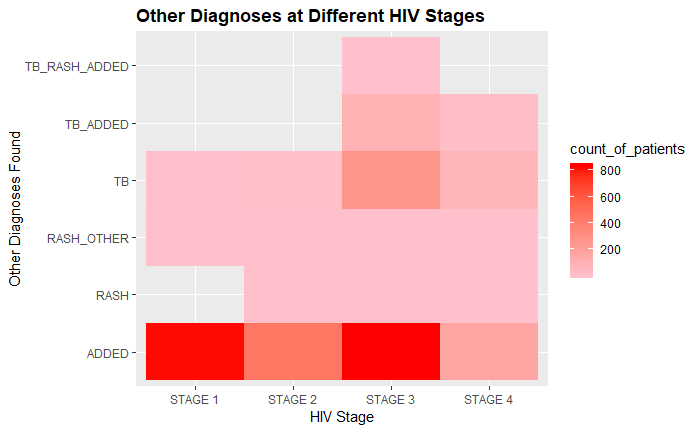 Other Diagnoses at Different HIV Stages
Other Diagnoses Found
TB_RASH_ADDED
TB_ADDED
TB
RASH_OTHER
RASH
ADDED
STAGE 1
STAGE 2
STAGE 3
STAGE 4
HIV Stage
count_of_patients
800
600
400
200